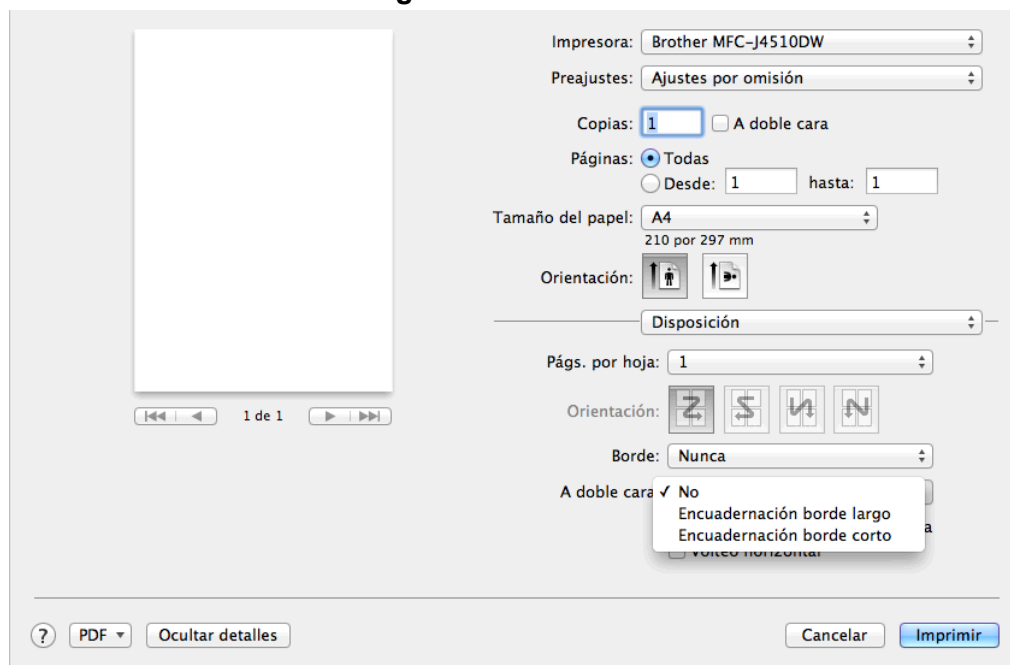 Impresora: Brother MFC-J4510DW
Preajustes: Ajustes por omisión
Copias: 1 A doble cara
Páginas: Todas
Desde: 1 hasta: 1
Tamaño del papel: A4
210 por 297 mm
Orientación:
Disposición
Págs. por hoja: 1
1 de 1
Orientación:
Borde: Nunca
A doble cara No
Encuadernación borde largo
Encuadernación borde corto
Volteo horizontal
? PDF Ocultar detalles Cancelar Imprimir